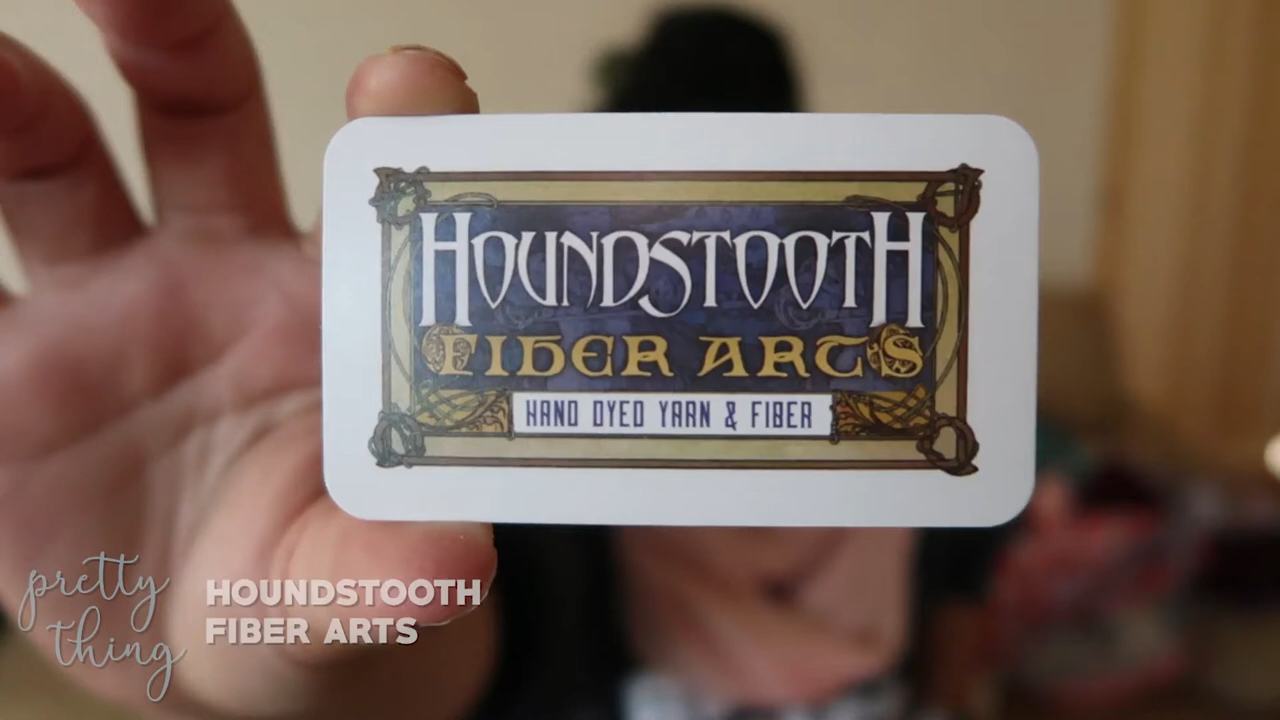 HOUNDSTOOTH
FIBER ARTS
HAND DYED YARN & FIBER
pretty
thing
HOUNDSTOOTH
FIBER ARTS